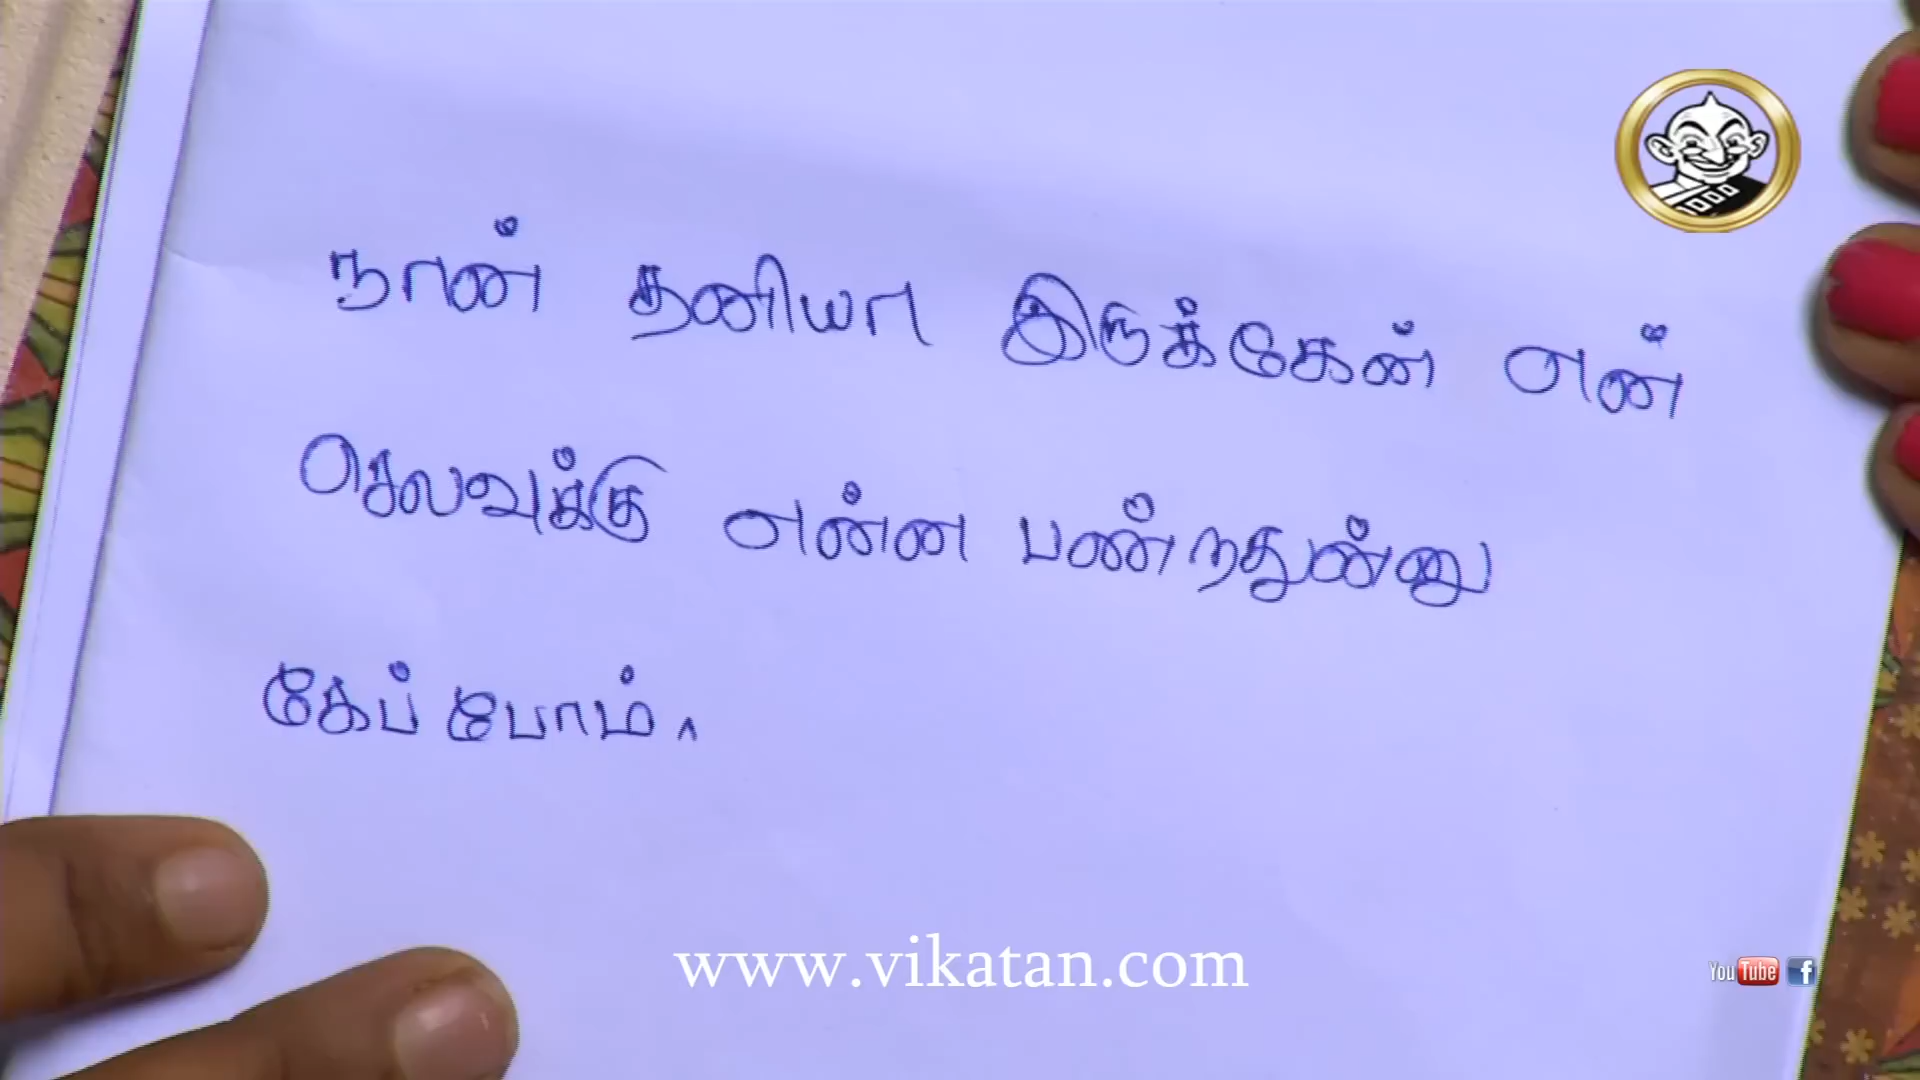 நான் தனியா இருக்கேன் என்
செலவுக்கு என்ன பண்றதுன்னு
கேப்போம்.
www.vikatan.com
YouTube f